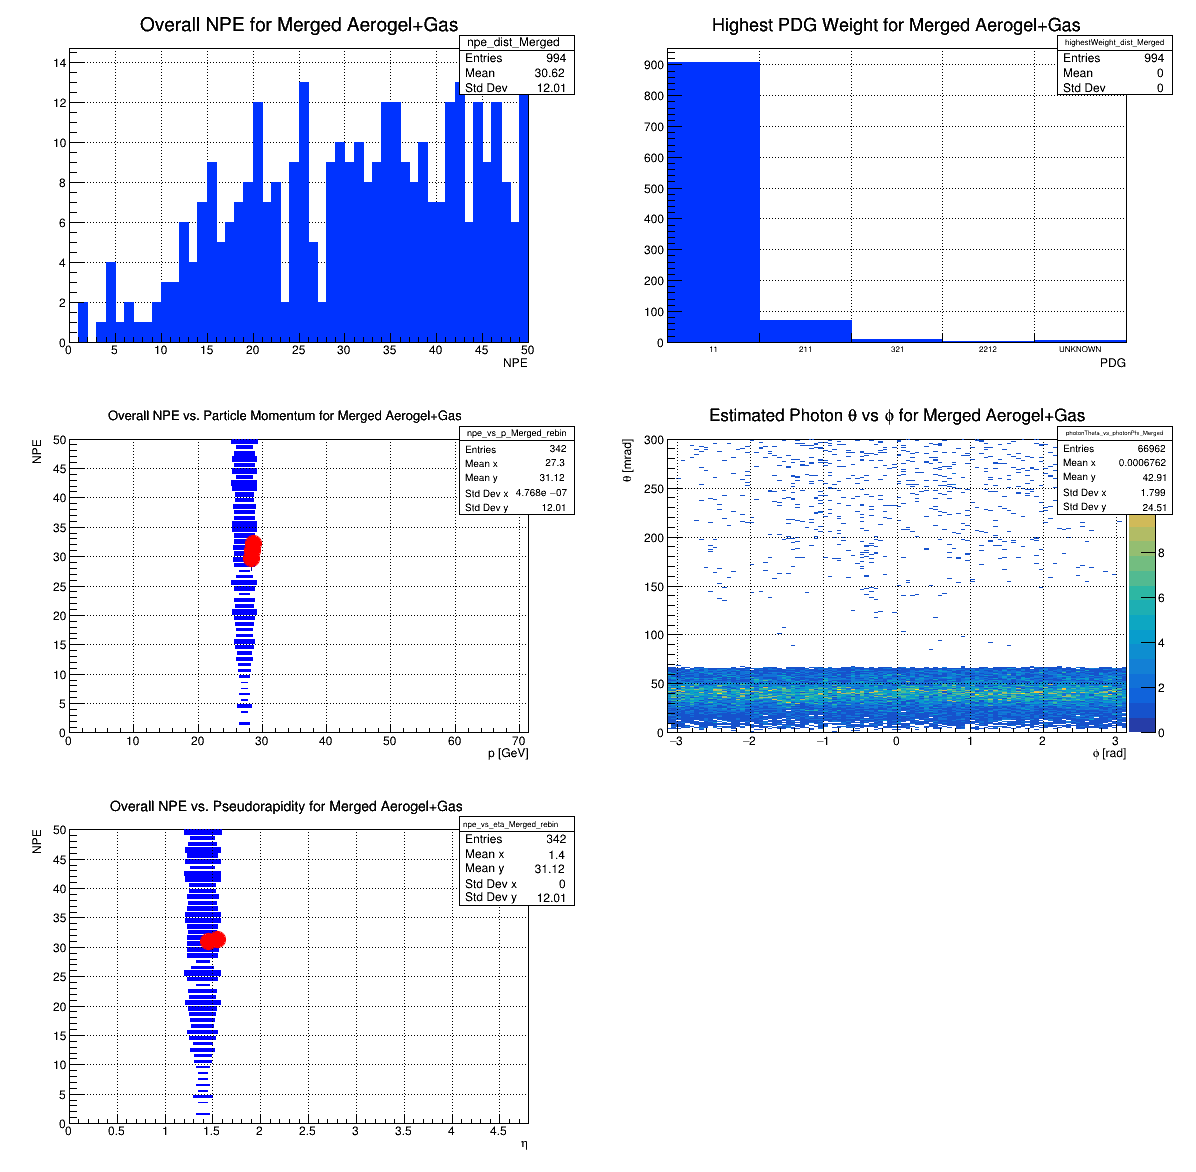 Overall NPE for Merged Aerogel+Gas
npe_dist_Merged
Entries 994
Mean 30.62
Std Dev 12.01
14
12
10
8
6
4
2
0
0 5 10 15 20 25 30 35 40 45 50
NPE
Highest PDG Weight for Merged Aerogel+Gas
highestWeight_dist_Merged
Entries 994
Mean 0
Std Dev 0
900
800
700
600
500
400
300
200
100
0
11 211 321 2212 UNKNOWN
PDG
Overall NPE vs. Particle Momentum for Merged Aerogel+Gas
npe_vs_p_Merged_rebin
Entries 342
Mean x 27.3
Mean y 31.12
Std Dev x 4.768e −07
Std Dev y 12.01
NPE
50
45
40
35
30
25
20
15
10
5
0
0 10 20 30 40 50 60 70
p [GeV]
Estimated Photon θ vs ϕ for Merged Aerogel+Gas
photonTheta_vs_photonPhi_Merged
Entries 66962
Mean x 0.0006762
Mean y 42.91
Std Dev x 1.799
Std Dev y 24.51
θ [mrad]
300
250
200
150
100
50
0
−3 −2 −1 0 1 2 3
ϕ [rad]
8
6
4
2
0
Overall NPE vs. Pseudorapidity for Merged Aerogel+Gas
npe_vs_eta_Merged_rebin
Entries 342
Mean x 1.4
Mean y 31.12
Std Dev x 0
Std Dev y 12.01
NPE
50
45
40
35
30
25
20
15
10
5
0
0 0.5 1 1.5 2 2.5 3 3.5 4 4.5
η